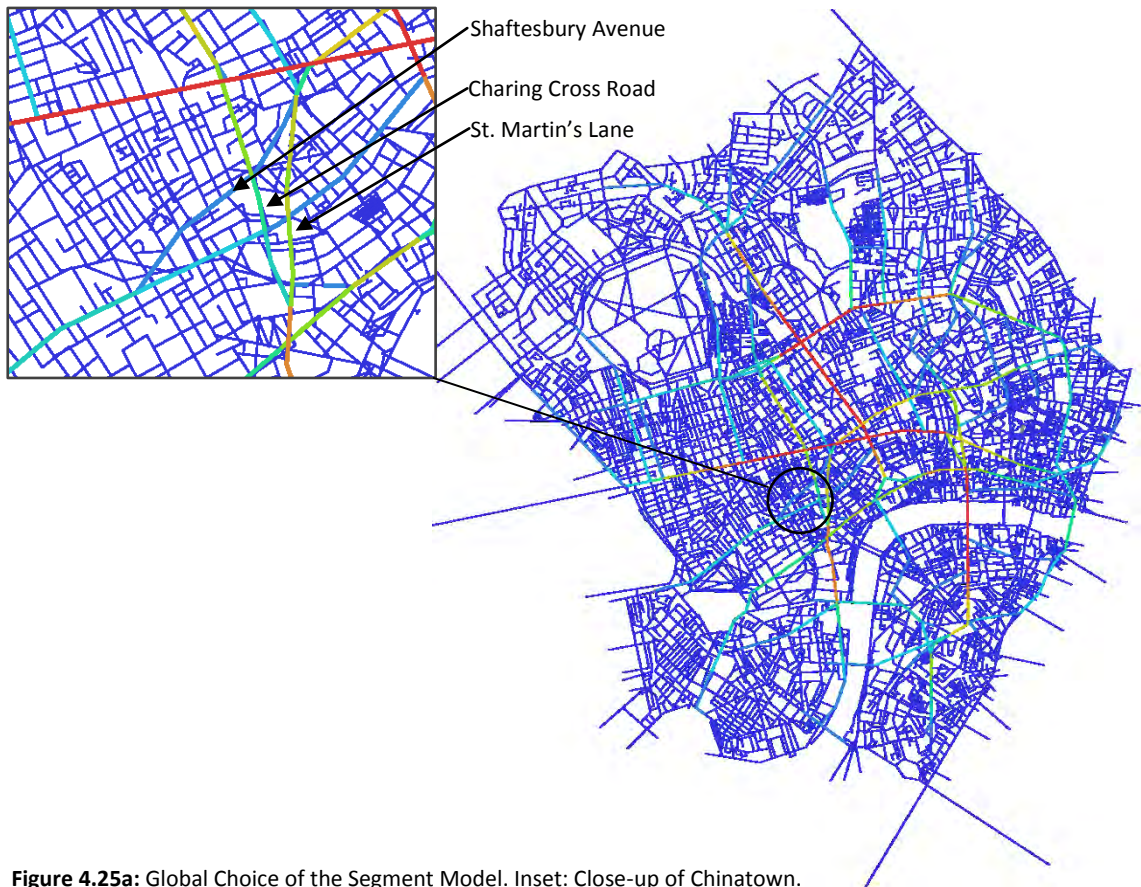 Shaftesbury Avenue
Charing Cross Road
St. Martin’s Lane
Figure 4.25a: Global Choice of the Segment Model. Inset: Close-up of Chinatown.